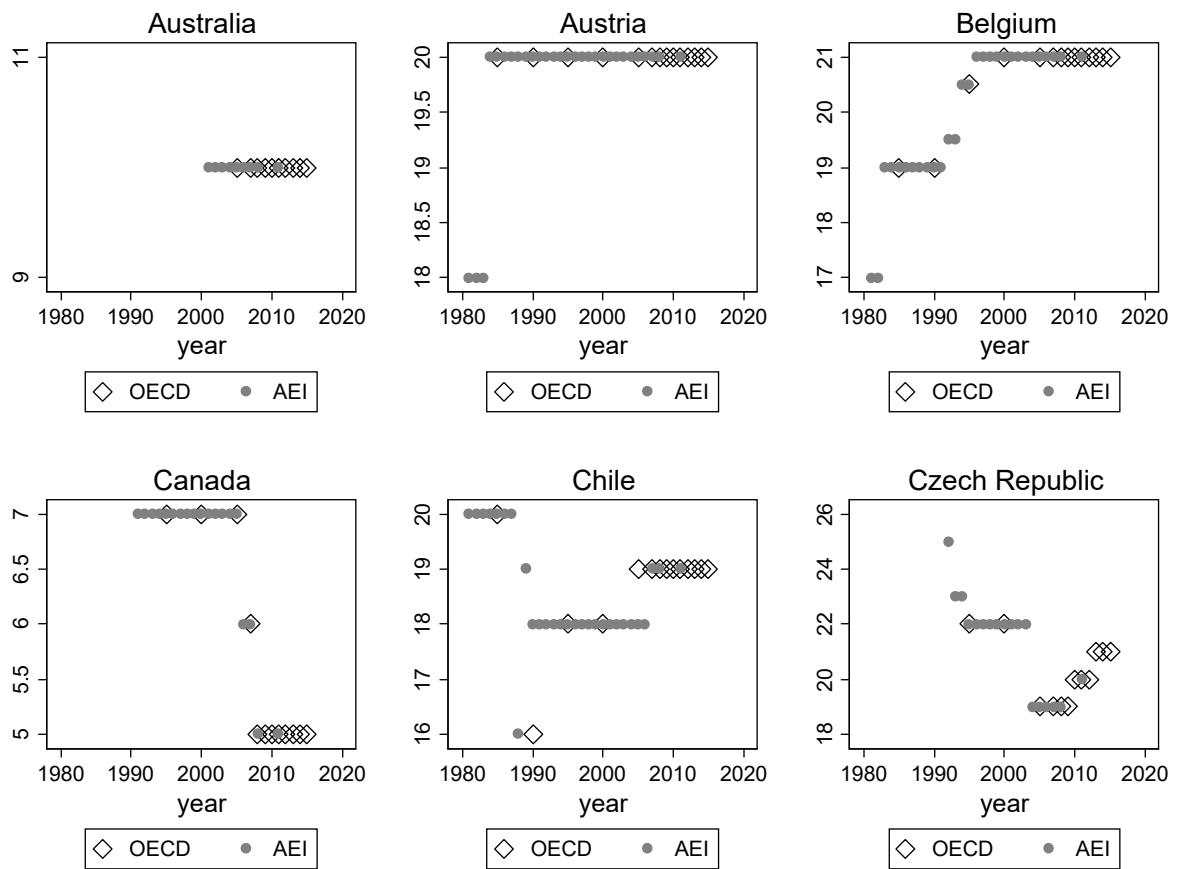 Australia Austria Belgium
11 20 21
19.5 20
19 19
18.5 18
9 18 17
1980 1990 2000 2010 2020 1980 1990 2000 2010 2020 1980 1990 2000 2010 2020
year year year
OECD AEI OECD AEI OECD AEI
Canada Chile Czech Republic
7 20 26
6.5 19 24
6 18 22
5.5 17 20
5 16 18
1980 1990 2000 2010 2020 1980 1990 2000 2010 2020 1980 1990 2000 2010 2020
year year year
OECD AEI OECD AEI OECD AEI